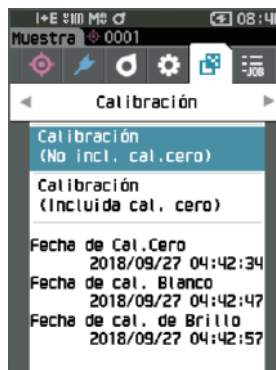 I+E M% 08:4
Muestra 0001
-JOB
Calibración
Calibración
(No incl. cal.cero)
Calibración
(Incluida cal. cero)
Fecha de Cal.Cero
2018/09/27 04:42:34
Fecha de cal. Blanco
2018/09/27 04:42:47
Fecha de cal. de Brillo
2018/09/27 04:42:57